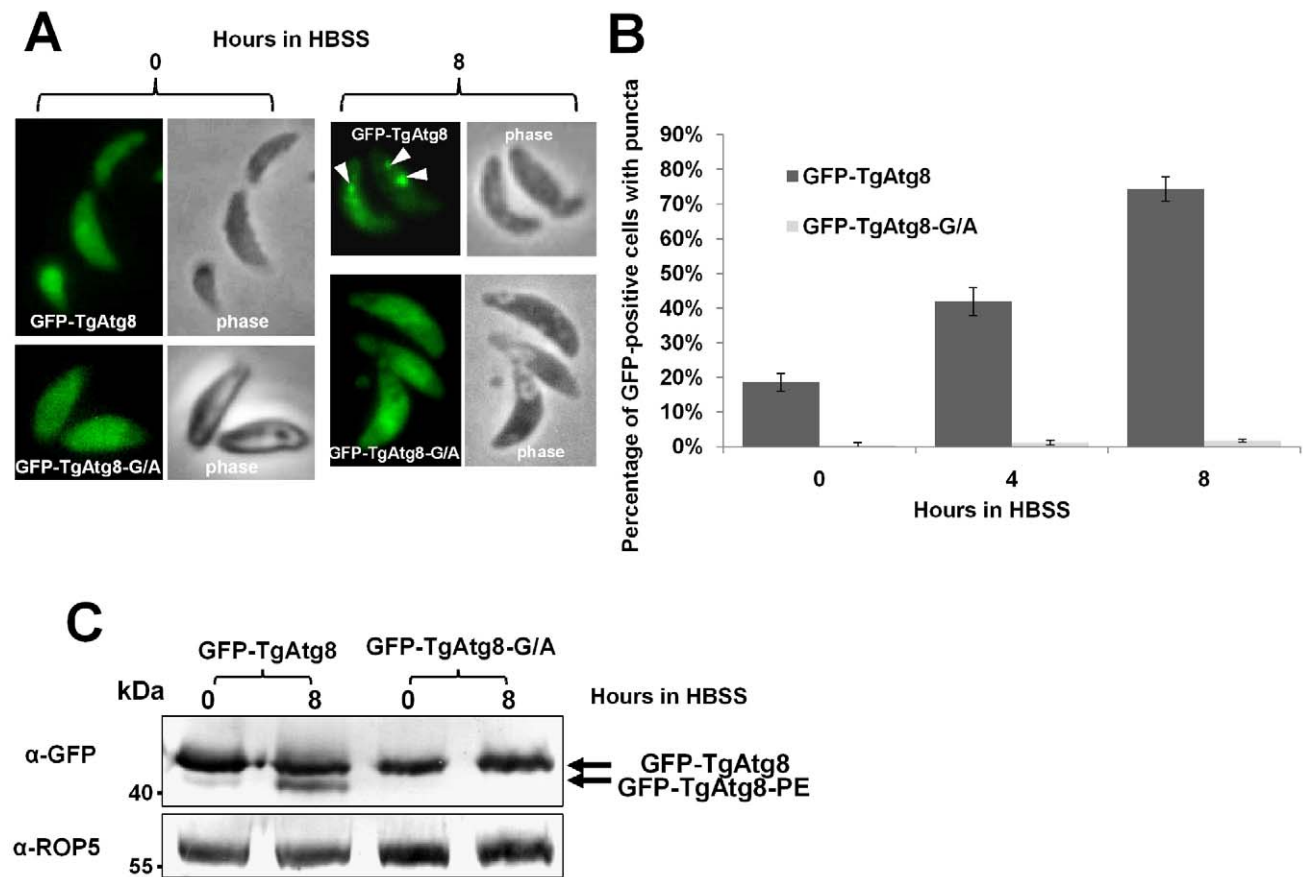 A
Hours in HBSS
0
8
GFP-TgAtg8
phase
GFP-TgAtg8
phase
GFP-TgAtg8-G/A
phase
GFP-TgAtg8-G/A
phase
B
Percentage of GFP-positive cells with puncta
90%
80%
70%
60%
50%
40%
30%
20%
10%
0%
GFP-TgAtg8
GFP-TgAtg8-G/A
0 4 8
Hours in HBSS
C
GFP-TgAtg8 GFP-TgAtg8-G/A
kDa 0 8 0 8 Hours in HBSS
α-GFP
GFP-TgAtg8
GFP-TgAtg8-PE
40
α-ROP5
55